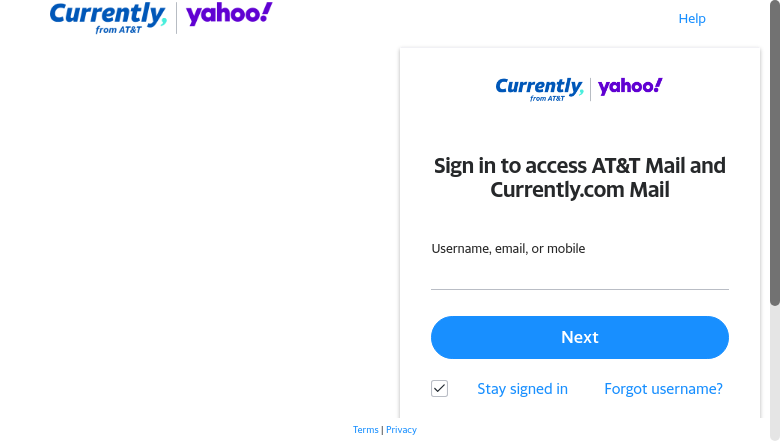 Currently, | yahoo!
from AT&T
Help
Currently, | yahoo!
from AT&T
Sign in to access AT&T Mail and
Currently.com Mail
Username, email, or mobile
Next
Stay signed in Forgot username?
Terms | Privacy